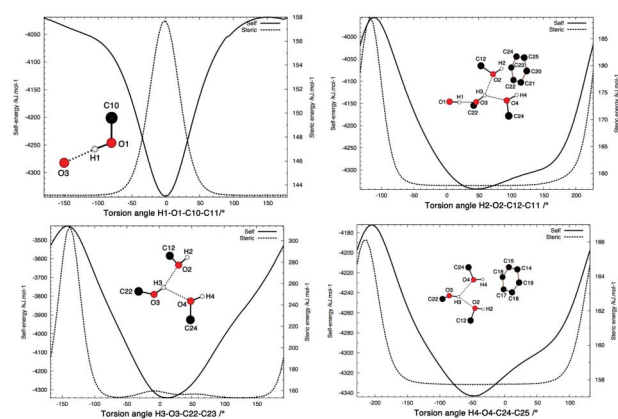 Self
Steric
-4050
-4100
-4150
-4200
-4250
-4300
158
156
154
152
150
148
146
144
Self-energy /kJ.mol-1
Steric energy /kJ.mol-1
C10
O1
H1
O3
-150 -100 -50 0 50 100 150
Torsion angle H1-O1-C10-C11/°
Self
Steric
-4000
-4050
-4100
-4150
-4200
-4250
-4300
185
180
175
170
165
160
Self-energy /kJ.mol-1
Steric energy /kJ.mol-1
C12
H2
O2
C24
C25
C23
C20
C22
C21
H3
H4
O1
H1
O3
O4
C22
C24
-100 0 100 200
Torsion angle H2-O2-C12-C11 /°
Self
Steric
-3500
-3600
-3700
-3800
-3900
-4000
-4100
-4200
-4300
310
290
260
240
220
200
180
160
Self-energy /kJ.mol-1
Steric energy /kJ.mol-1
C12
H2
O2
H3
C22
O3
O4
H4
C24
-150 -100 -50 0 50 100 150
Torsion angle H3-O3-C22-C23 /°
Self
Steric
-4180
-4200
-4220
-4240
-4260
-4280
-4300
-4320
-4340
166
164
162
160
158
Self-energy /kJ.mol-1
Steric energy /kJ.mol-1
C24
C15
C16
C14
O4
H4
C19
O3
C17
C18
C22
H3
O2
H2
C12
-200 -150 -100 -50 0 50 100
Torsion angle H4-O4-C24-C25 /°